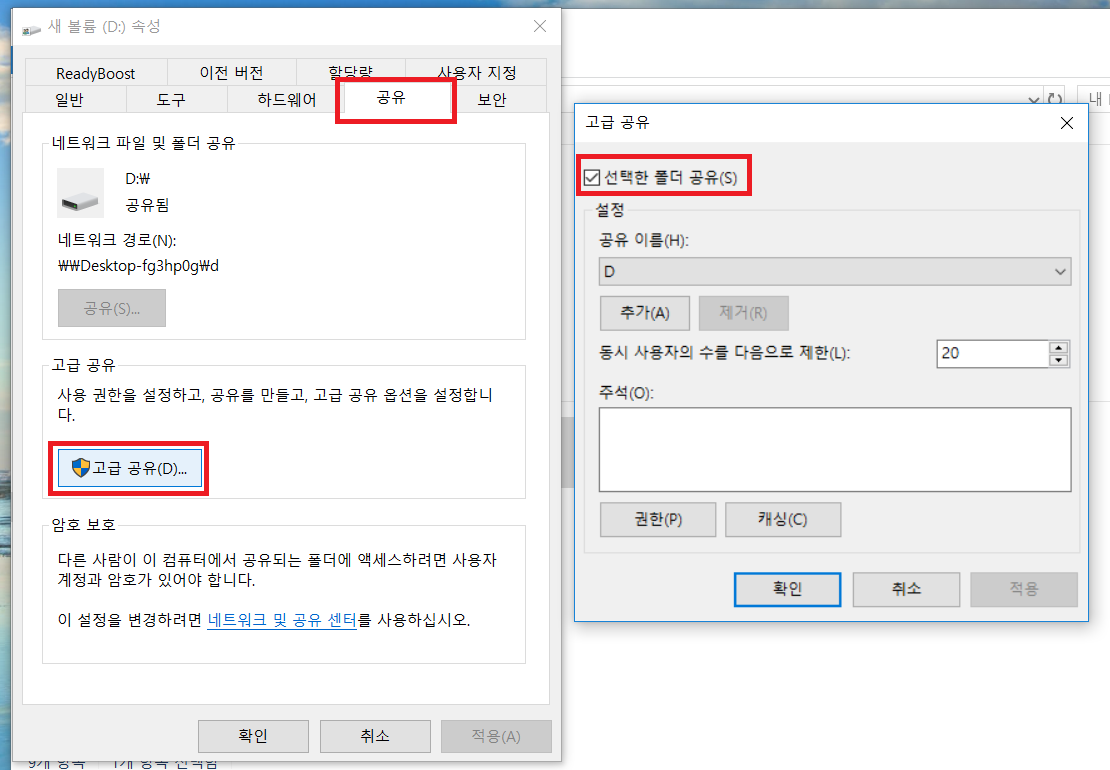 새 볼륨 (D:) 속성
ReadyBoost
이전 버전
할당량
사용자 지정
일반
도구
하드웨어
공유
보안
네트워크 파일 및 폴더 공유
D:₩
공유됨
네트워크 경로(N):
₩₩Desktop-fg3hp0g₩d
공유(S)...
고급 공유
사용 권한을 설정하고, 공유를 만들고, 고급 공유 옵션을 설정합니
다.
고급 공유(D)...
암호 보호
다른 사람이 이 컴퓨터에서 공유되는 폴더에 액세스하려면 사용자
계정과 암호가 있어야 합니다.
이 설정을 변경하려면 네트워크 및 공유 센터를 사용하십시오.
확인
취소
적용(A)
9개 항목
1개 항목 선택함
내
고급 공유
선택한 폴더 공유(S)
설정
공유 이름(H):
D
추가(A)
제거(R)
동시 사용자의 수를 다음으로 제한(L):
20
주석(O):
권한(P)
캐싱(C)
확인
취소
적용